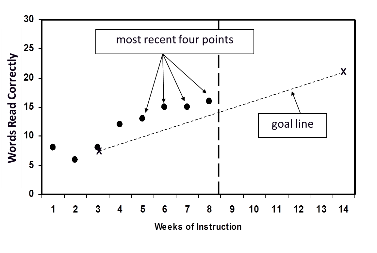 30
25
20
15
10
5
0
most recent four points
goal line
x
x
Words Read Correctly
1 2 3 4 5 6 7 8 9 10 11 12 13 14
Weeks of Instruction